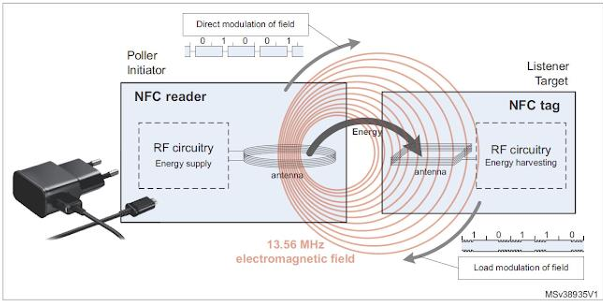 Direct modulation of field
0 1 0 0 1
Poller
Initiator
Listener
Target
NFC reader
NFC tag
Energy
RF circuitry
Energy supply
antenna
antenna
RF circuitry
Energy harvesting
13.56 MHz
electromagnetic field
1 0 1 1 0
Load modulation of field
MSv38935V1